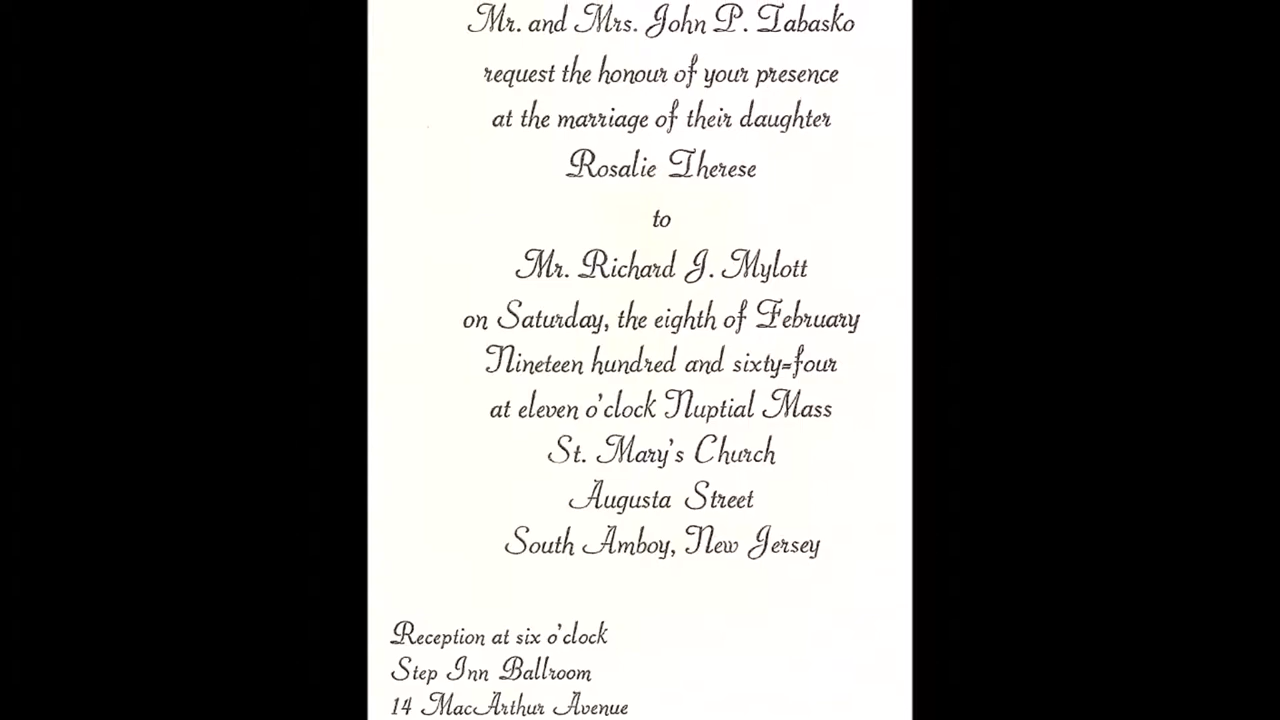 Mr. and Mrs. John P. Tabasko
request the honour of your presence
at the marriage of their daughter
Rosalie Therese
to
Mr. Richard J. Mylott
on Saturday, the eighth of February
Nineteen hundred and sixty=four
at eleven o'clock Nuptial Mass
St. Mary's Church
Augusta Street
South Amboy, New Jersey
Reception at six o'clock
Step Inn Ballroom
14 MacArthur Avenue